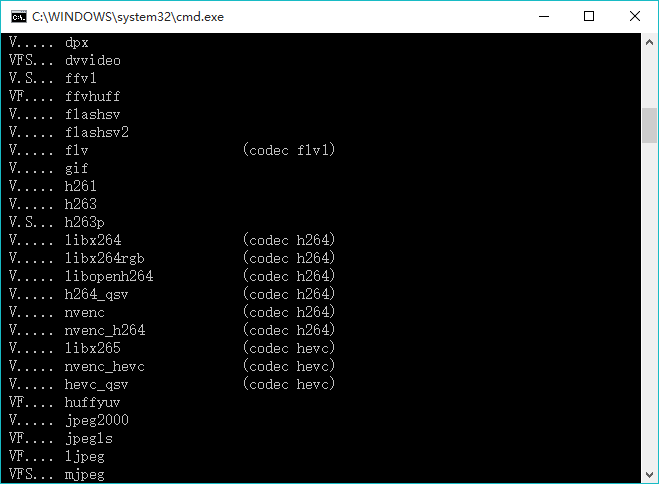 C:\WINDOWS\system32\cmd.exe
V..... dpx
VFS... dvvideo
V.S... ffv1
VF.... ffvhuff
V..... flashsv
V..... flashsv2
V..... flv (codec flv1)
V..... gif
V..... h261
V..... h263
V.S... h263p
V..... libx264 (codec h264)
V..... libx264rgb (codec h264)
V..... libopenh264 (codec h264)
V..... h264_qsv (codec h264)
V..... nvenc (codec h264)
V..... nvenc_h264 (codec h264)
V..... libx265 (codec hevc)
V..... nvenc_hevc (codec hevc)
V..... hevc_qsv (codec hevc)
VF.... huffyuv
V..... jpeg2000
VF.... jpegls
VF.... ljpeg
VFS... mjpeg